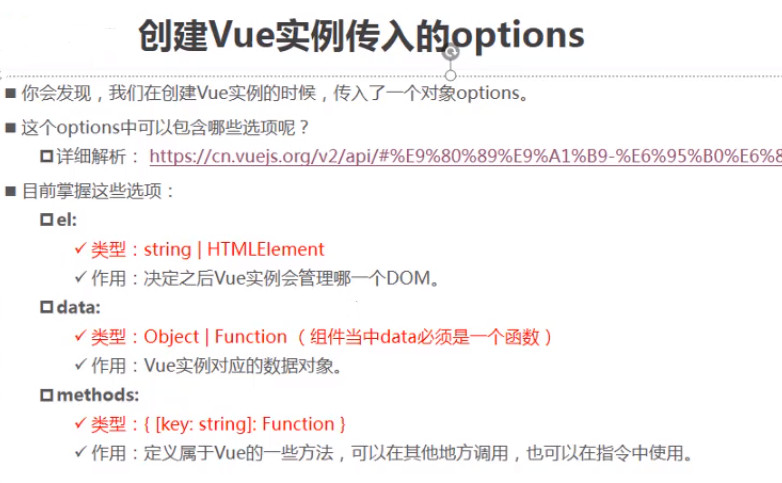 创建Vue实例传入的options
你会发现，我们在创建Vue实例的时候，传入了一个对象options。
这个options中可以包含哪些选项呢？
详细解析： https://cn.vuejs.org/v2/api/#%E9%80%89%E9%A1%B9-%E6%95%B0%E6%8
目前掌握这些选项：
el:
✓ 类型：string | HTMLElement
✓ 作用：决定之后Vue实例会管理哪一个DOM。
data:
✓ 类型：Object | Function （组件当中data必须是一个函数）
✓ 作用：Vue实例对应的数据对象。
methods:
✓ 类型：{ [key: string]: Function }
✓ 作用：定义属于Vue的一些方法，可以在其他地方调用，也可以在指令中使用。